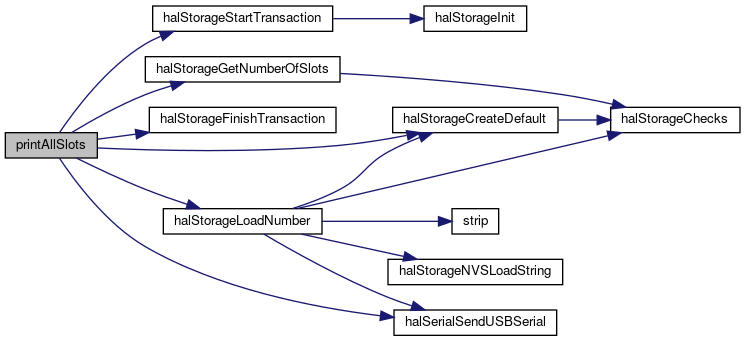 halStorageStartTransaction
halStorageInit
halStorageGetNumberOfSlots
halStorageFinishTransaction
halStorageCreateDefault
halStorageChecks
printAllSlots
halStorageLoadNumber
strip
halStorageNVSLoadString
halSerialSendUSBSerial